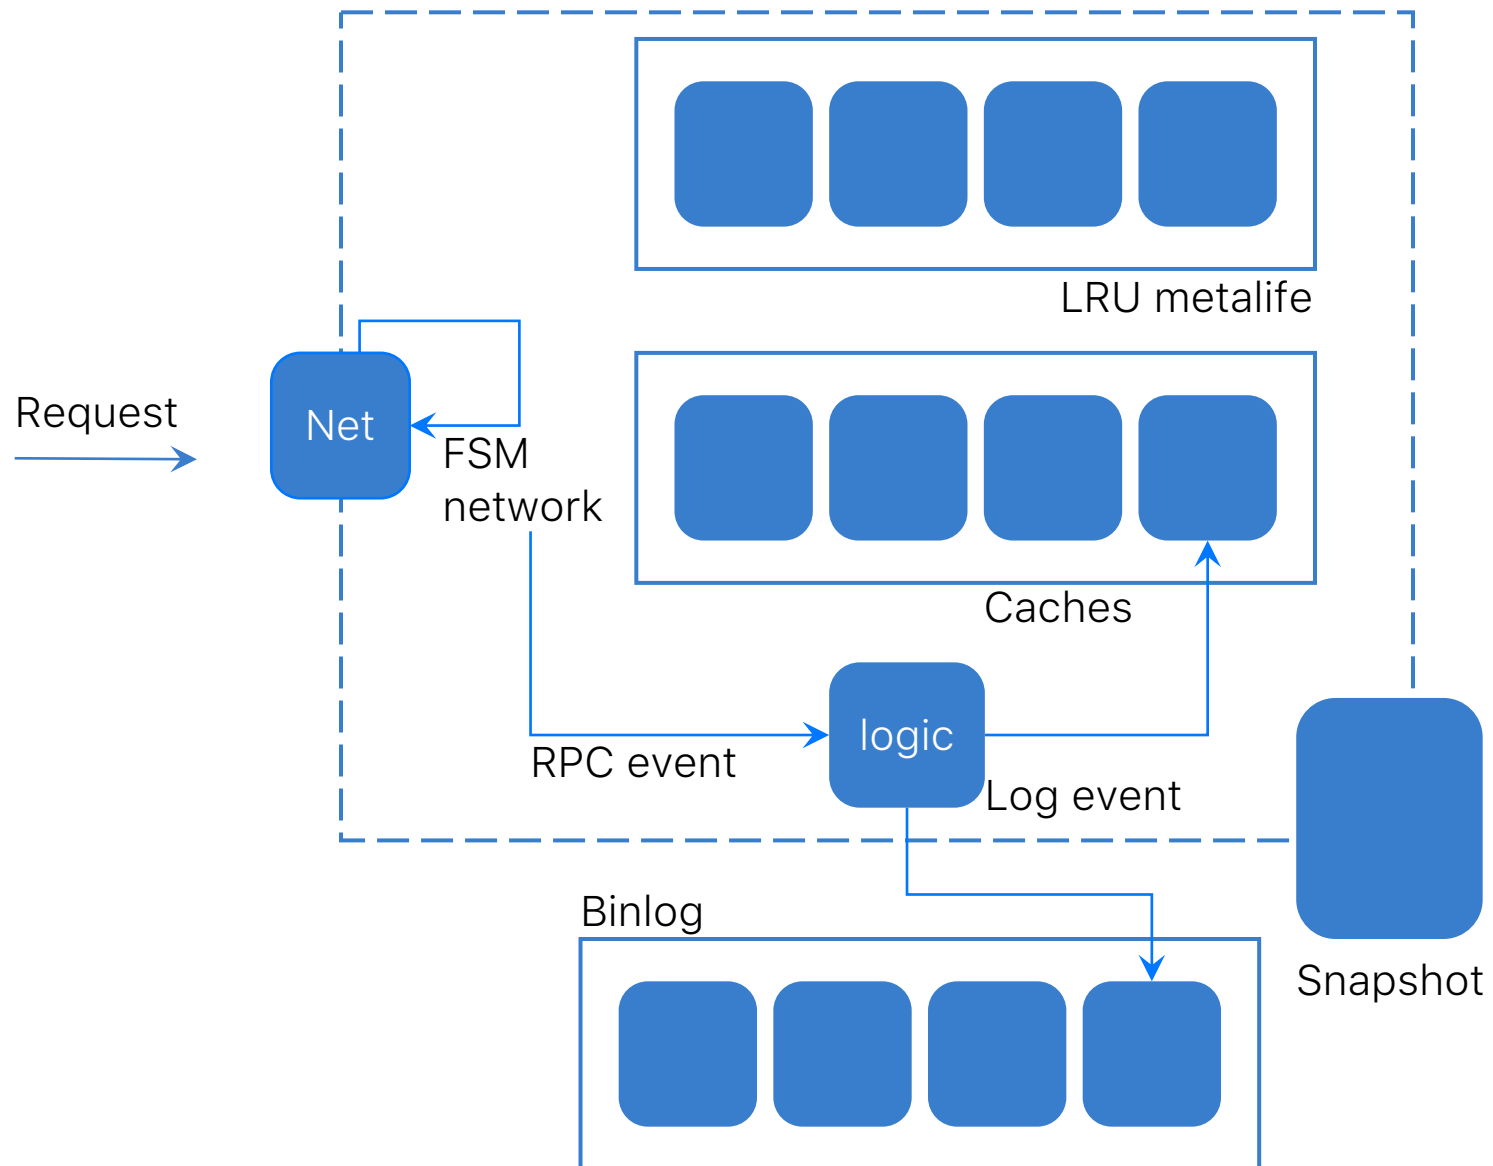 LRU metalife
Request
Net
FSM
network
Caches
logic
RPC event
Log event
Binlog
Snapshot